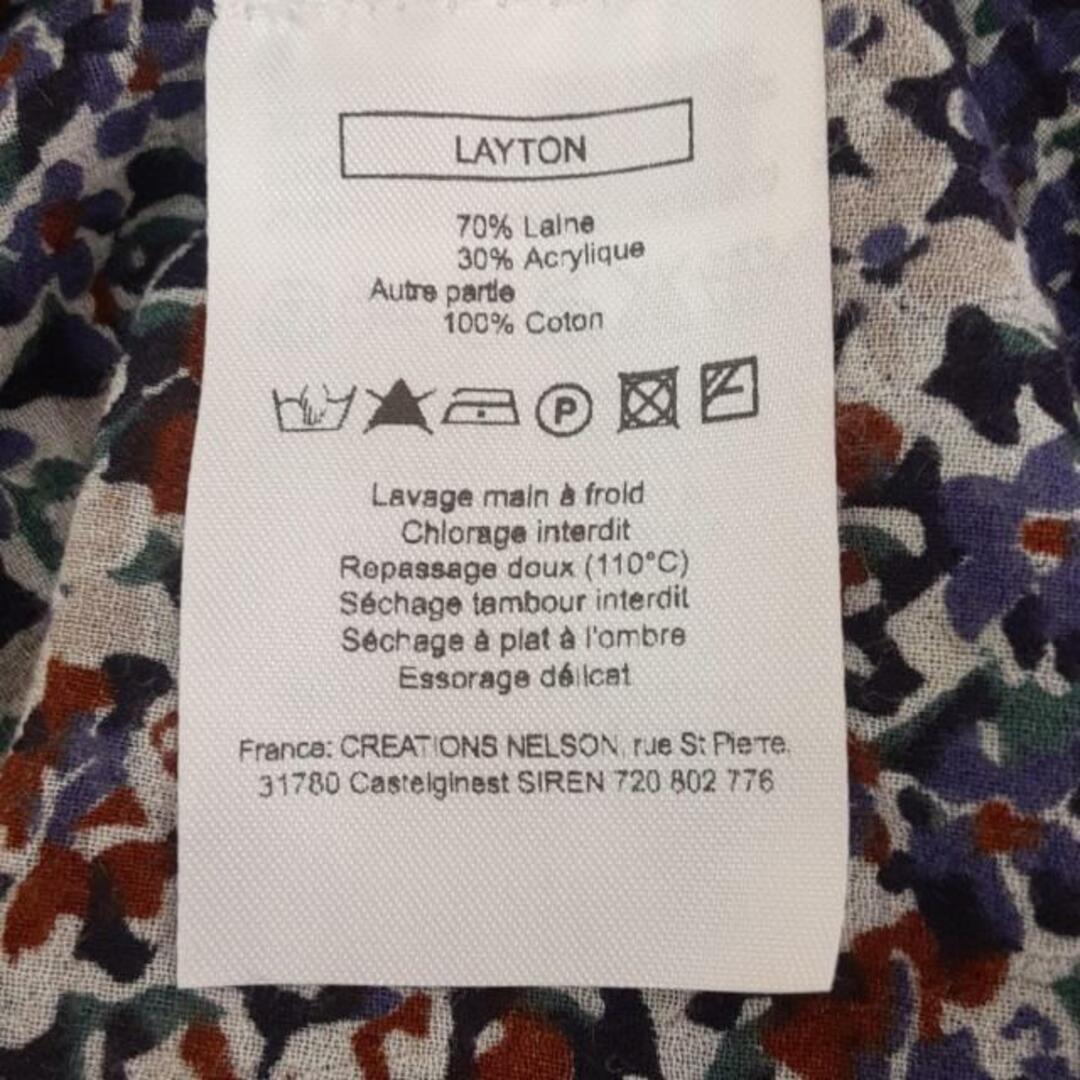 LAYTON
70% Laine
30% Acrylique
Autre partie
100% Coton
P
Lavage main à froid
Chlorage interdit
Repassage doux (110°C)
Séchage tambour interdit
Séchage à plat à l'ombre
Essorage délicat
France: CREATIONS NELSON, rue St Pierre,
31780 Castelginest SIREN 720 802 776